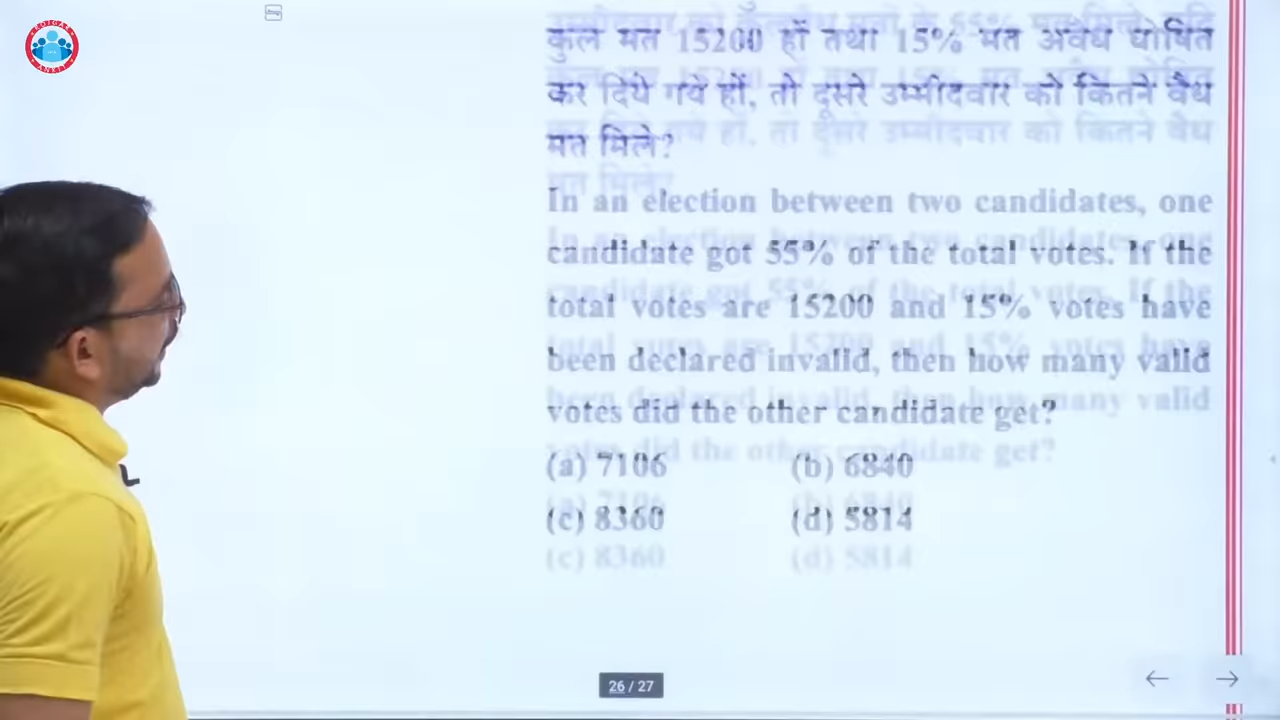 कुल मत 15200 हों तथा 15% मत अवैध घोषित
कर दिये गये हों, तो दूसरे उम्मीदवार को कितने वैध
मत मिले?
In an election between two candidates, one
candidate got 55% of the total votes. If the
total votes are 15200 and 15% votes have
been declared invalid, then how many valid
votes did the other candidate get?
(a) 7106 (b) 6840
(c) 8360 (d) 5814
26 / 27